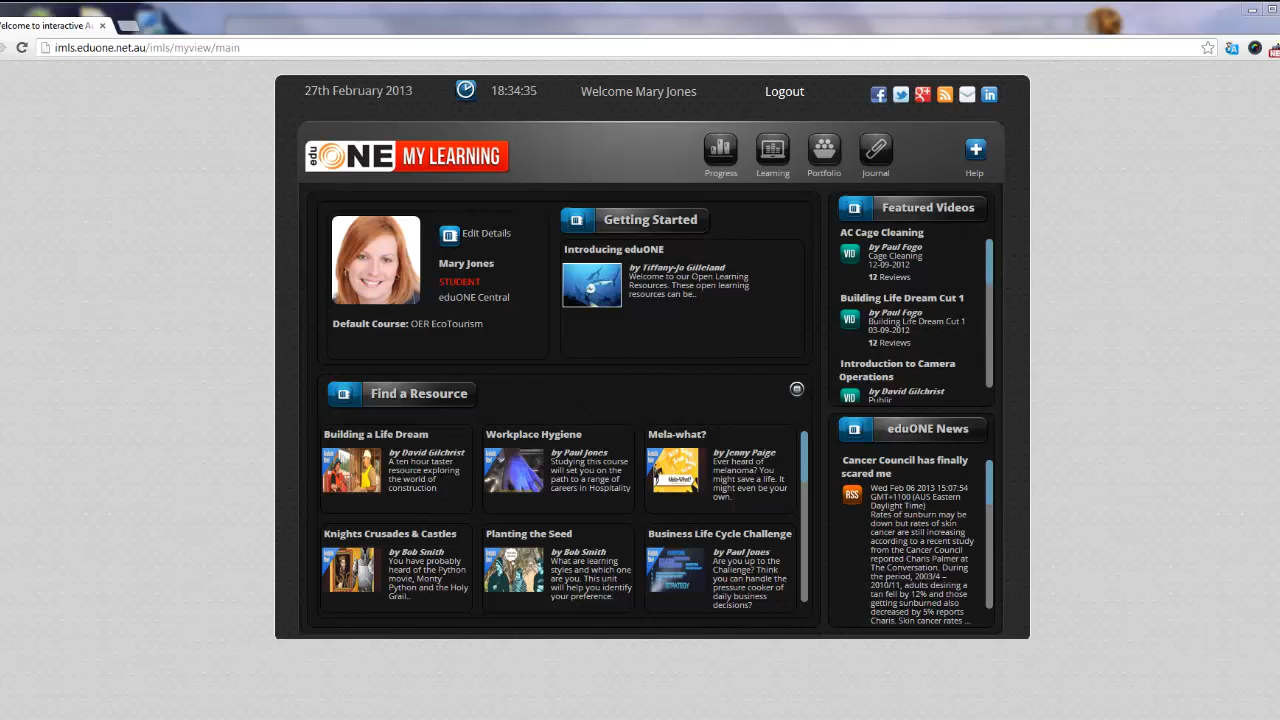 elcome to interactive Au
imls.eduone.net.au/imls/myview/main
27th February 2013
18:34:35
Welcome Mary Jones
Logout
edu ONE MY LEARNING
Progress
Learning
Portfolio
Journal
Help
Edit Details
Mary Jones
STUDENT
eduONE Central
Default Course: OER EcoTourism
Getting Started
Introducing eduONE
by Tiffany-Jo Gilleland
Welcome to our Open Learning
Resources. These open learning
resources can be..
Find a Resource
Building a Life Dream
by David Gilchrist
A ten hour taster
resource exploring
the world of
construction
Workplace Hygiene
by Paul Jones
Studying this course
will set you on the
path to a range of
careers in Hospitality
Mela-what?
Mela-What?
by Jenny Paige
Ever heard of
melanoma? You
might save a life. It
might even be your
own.
Knights Crusades & Castles
by Bob Smith
You have probably
heard of the Python
movie, Monty
Python and the Holy
Grail..
Planting the Seed
by Bob Smith
What are learning
styles and which one
are you. This unit
will help you identify
your preference.
Business Life Cycle Challenge
STRATEGY
by Paul Jones
Are you up to the
Challenge? Think
you can handle the
pressure cooker of
daily business
decisions?
Featured Videos
AC Cage Cleaning
VID
by Paul Fogo
Cage Cleaning
12-09-2012
12 Reviews
Building Life Dream Cut 1
VID
by Paul Fogo
Building Life Dream Cut 1
03-09-2012
12 Reviews
Introduction to Camera
Operations
VID
by David Gilchrist
Public
eduONE News
Cancer Council has finally
scared me
RSS
Wed Feb 06 2013 15:07:54
GMT+1100 (AUS Eastern
Daylight Time)
Rates of sunburn may be
down but rates of skin
cancer are still increasing
according to a recent study
from the Cancer Council
reported Charis Palmer at
The Conversation. During
the period, 2003/4 –
2010/11, adults desiring a
tan fell by 12% and those
getting sunburned also
decreased by 5% reports
Charis. Skin cancer rates ...